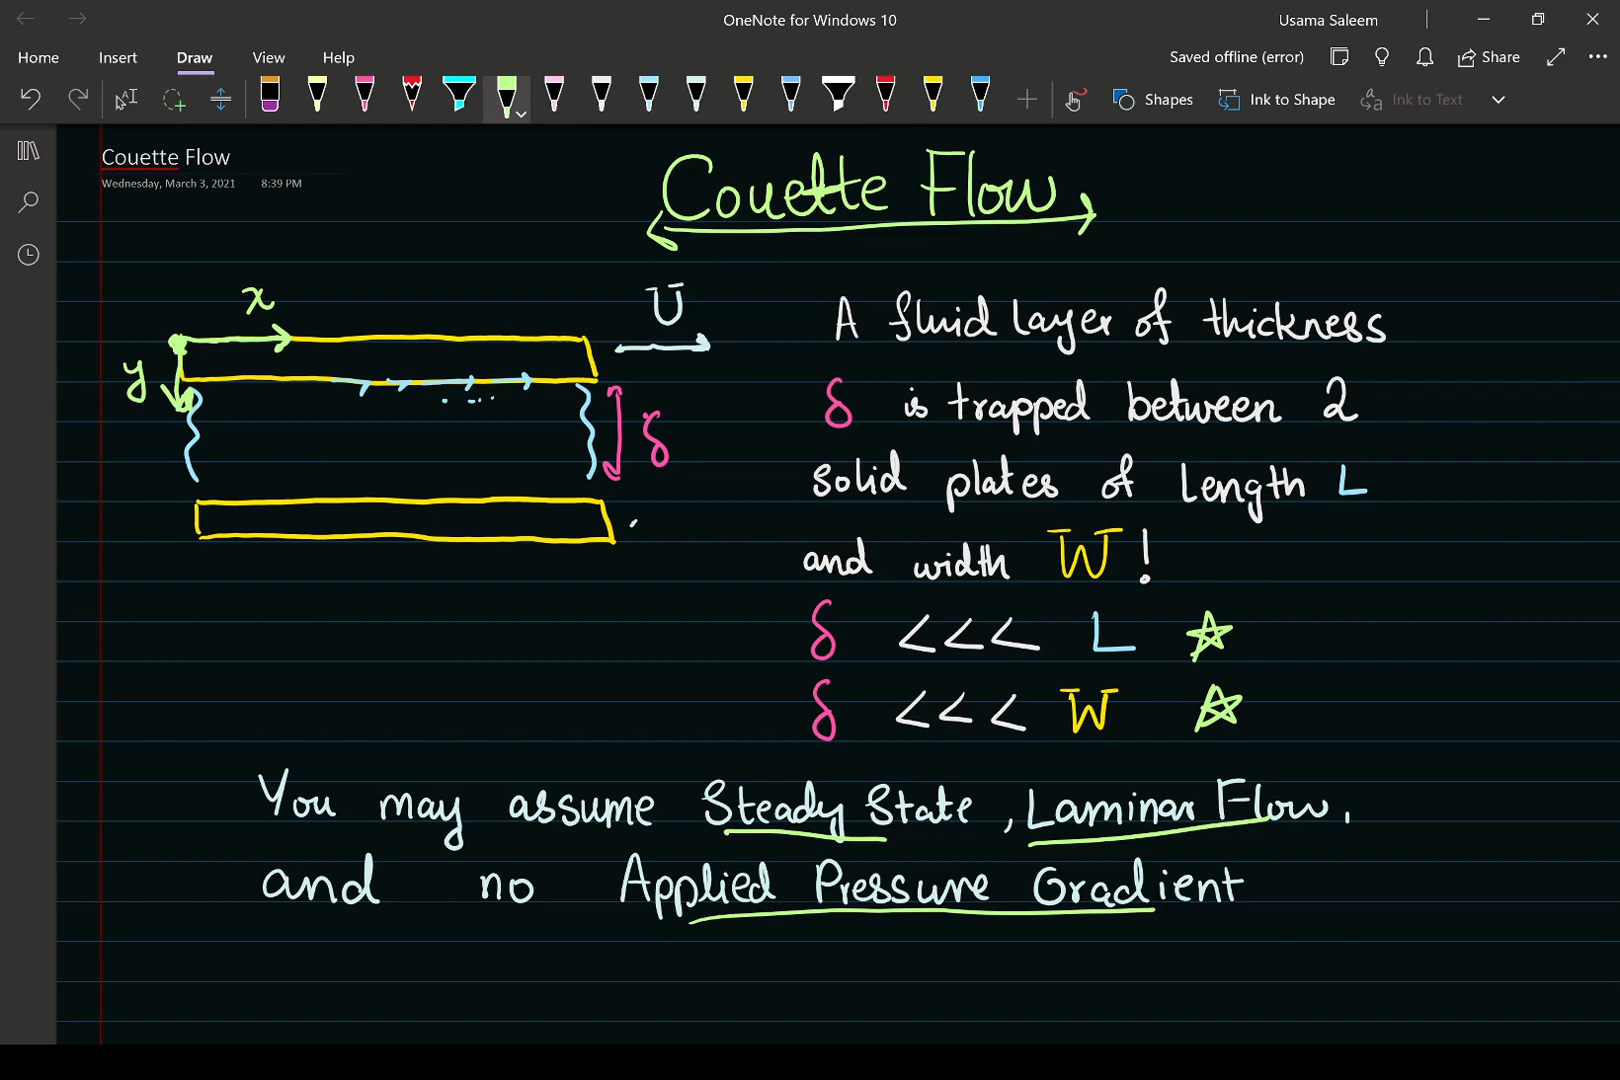 OneNote for Windows 10
Usama Saleem
Home Insert Draw View Help
Saved offline (error) Share
Shapes Ink to Shape Ink to Text
Couette Flow
Wednesday, March 3, 2021 8:39 PM
Couette Flow
x
U
y
δ
A fluid layer of thickness
δ is trapped between 2
solid plates of length L
and width W !
δ <<< L
δ <<< W
You may assume Steady State, Laminar Flow,
and no Applied Pressure Gradient